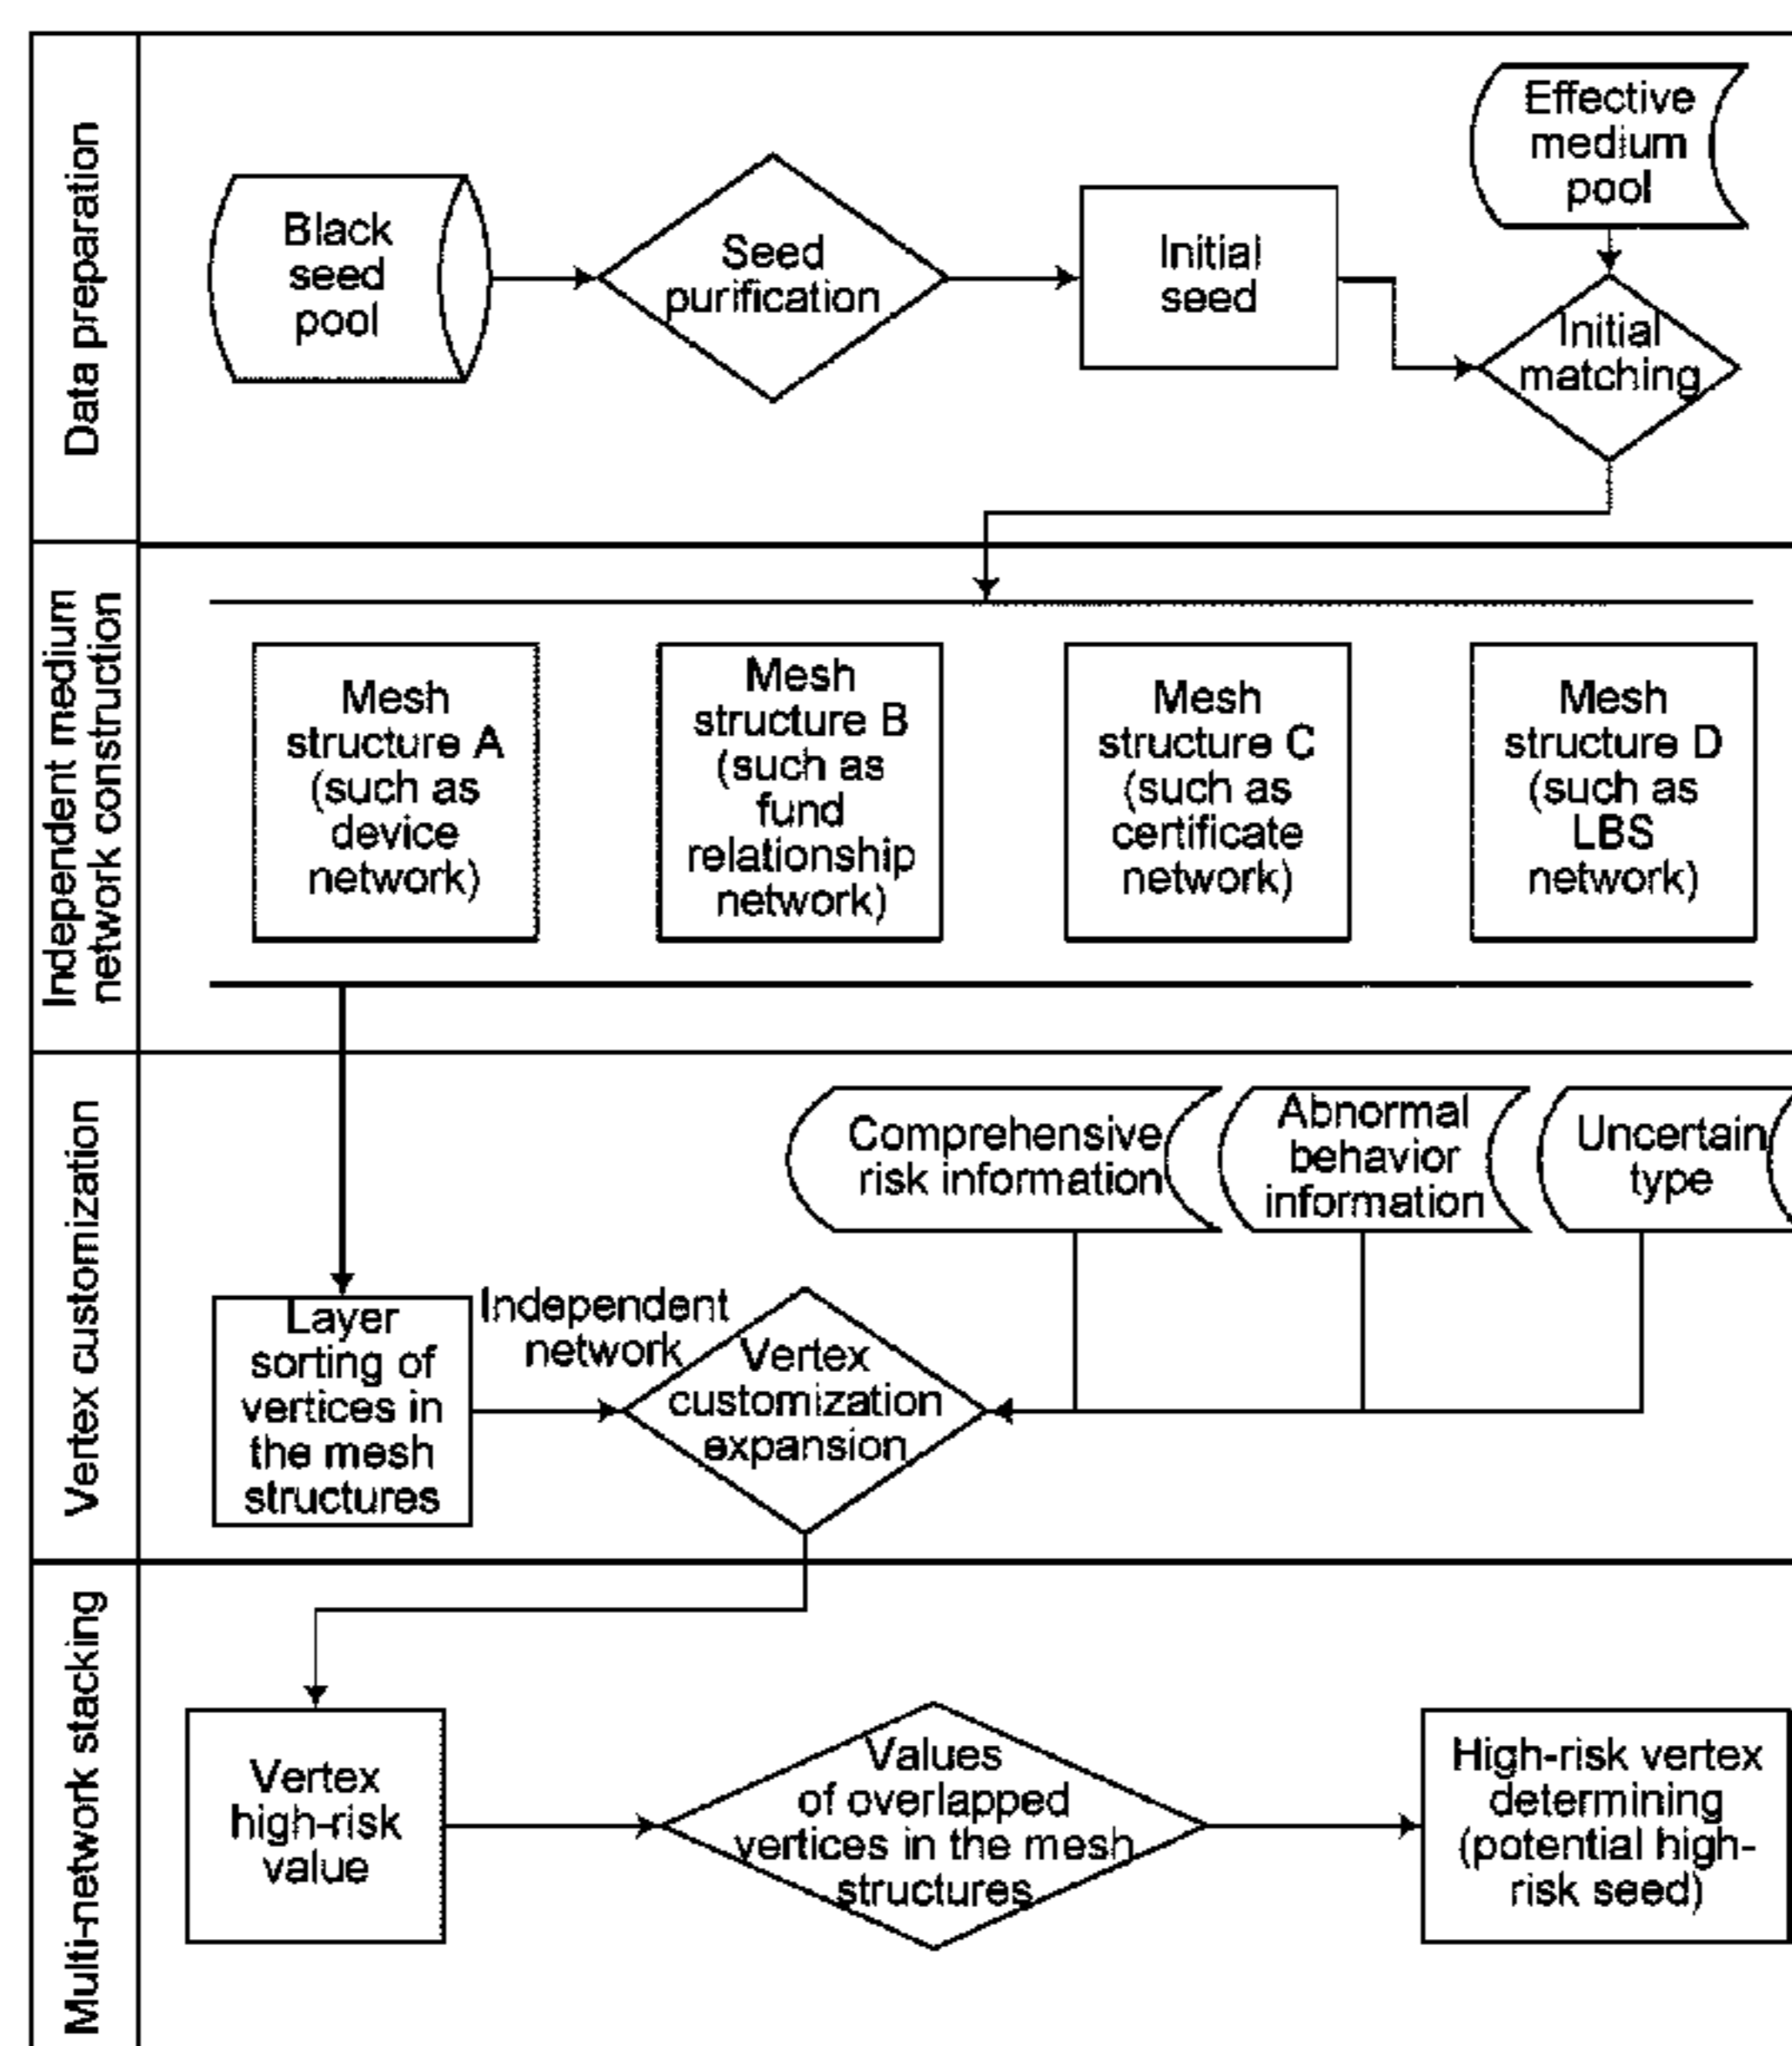 Data preparation
Black
seed
pool
Seed
purification
Initial
seed
Effective
medium
pool
Initial
matching
Independent medium
network construction
Mesh
structure A
(such as
device
network)
Mesh
structure B
(such as
fund
relationship
network)
Mesh
structure C
(such as
certificate
network)
Mesh
structure D
(such as
LBS
network)
Vertex customization
Comprehensive
risk information
Abnormal
behavior
information
Uncertain
type
Layer
sorting of
vertices in
the mesh
structures
Independent
network
Vertex
customization
expansion
Multi-network stacking
Vertex
high-risk
value
Values
of overlapped
vertices in the mesh
structures
High-risk vertex
determining
(potential high-
risk seed)